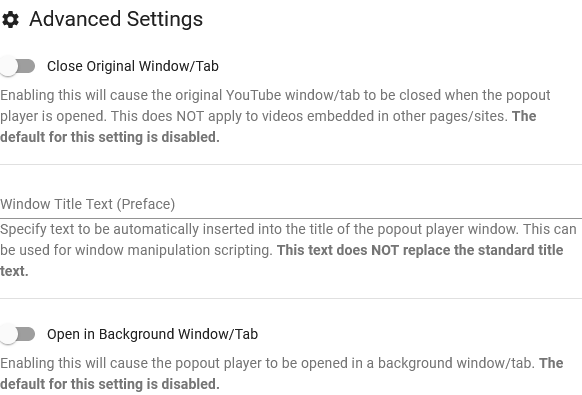 Advanced Settings
Close Original Window/Tab
Enabling this will cause the original YouTube window/tab to be closed when the popout
player is opened. This does NOT apply to videos embedded in other pages/sites. The
default for this setting is disabled.
Window Title Text (Preface)
Specify text to be automatically inserted into the title of the popout player window. This can
be used for window manipulation scripting. This text does NOT replace the standard title
text.
Open in Background Window/Tab
Enabling this will cause the popout player to be opened in a background window/tab. The
default for this setting is disabled.